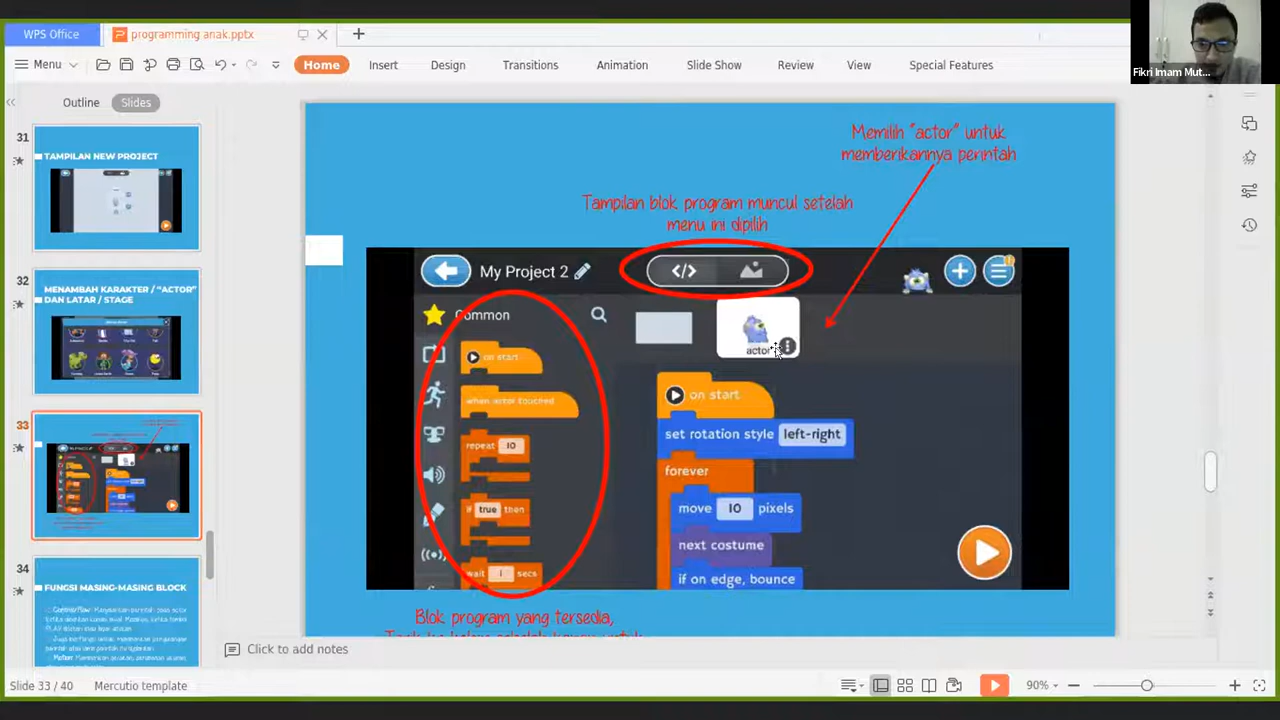 WPS Office
programming anak.pptx
Fikri Imam Mut...
Menu
Home
Insert
Design
Transitions
Animation
Slide Show
Review
View
Special Features
Outline
Slides
31
TAMPILAN NEW PROJECT
32
MENAMBAH KARAKTER / "ACTOR"
DAN LATAR / STAGE
33
34
FUNGSI MASING-MASING BLOCK
Memilih "actor" untuk
memberikannya perintah
Tampilan blok program muncul setelah
menu ini dipilih
My Project 2
</>
Common
on start
when actor touched
repeat 10
if true then
wait 1 secs
actor
on start
set rotation style left-right
forever
move 10 pixels
next costume
if on edge, bounce
Blok program yang tersedia,
Click to add notes
Slide 33 / 40
Mercutio template
90%